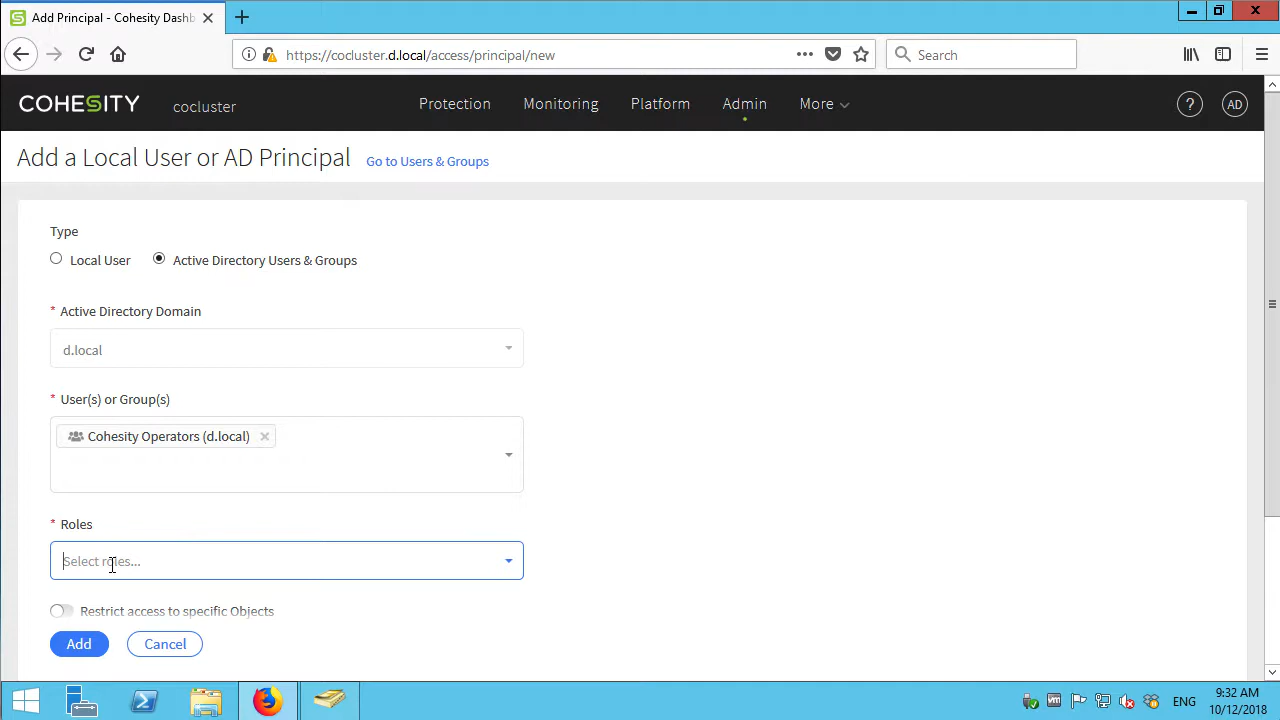 Add Principal - Cohesity Dashb
https://cocluster.d.local/access/principal/new
Search
COHESITY
cocluster
Protection
Monitoring
Platform
Admin
More
?
AD
Add a Local User or AD Principal
Go to Users & Groups
Type
Local User
Active Directory Users & Groups
* Active Directory Domain
d.local
* User(s) or Group(s)
Cohesity Operators (d.local)
* Roles
Select roles...
Restrict access to specific Objects
Add
Cancel
ENG
9:32 AM
10/12/2018